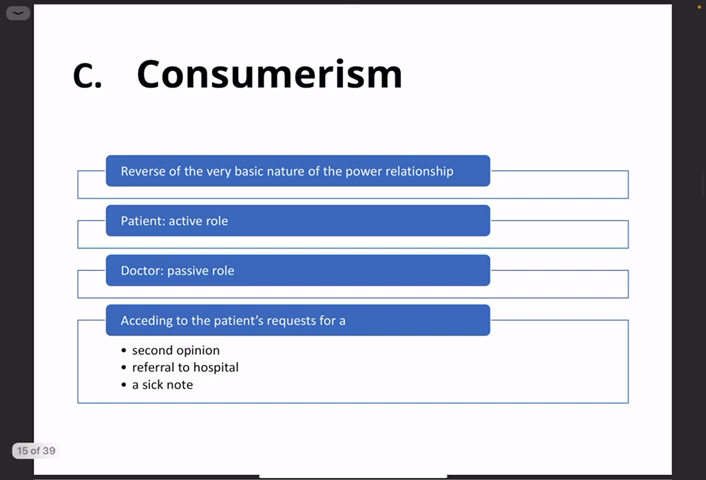 C. Consumerism
Reverse of the very basic nature of the power relationship
Patient: active role
Doctor: passive role
Acceding to the patient’s requests for a
• second opinion
• referral to hospital
• a sick note
15 of 39